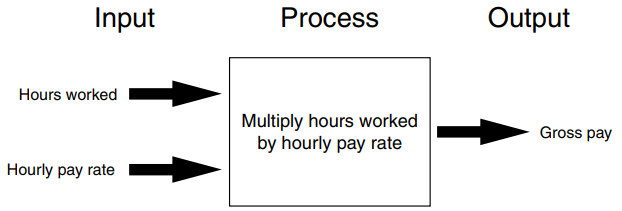 Input
Process
Output
Hours worked
Hourly pay rate
Multiply hours worked
by hourly pay rate
Gross pay